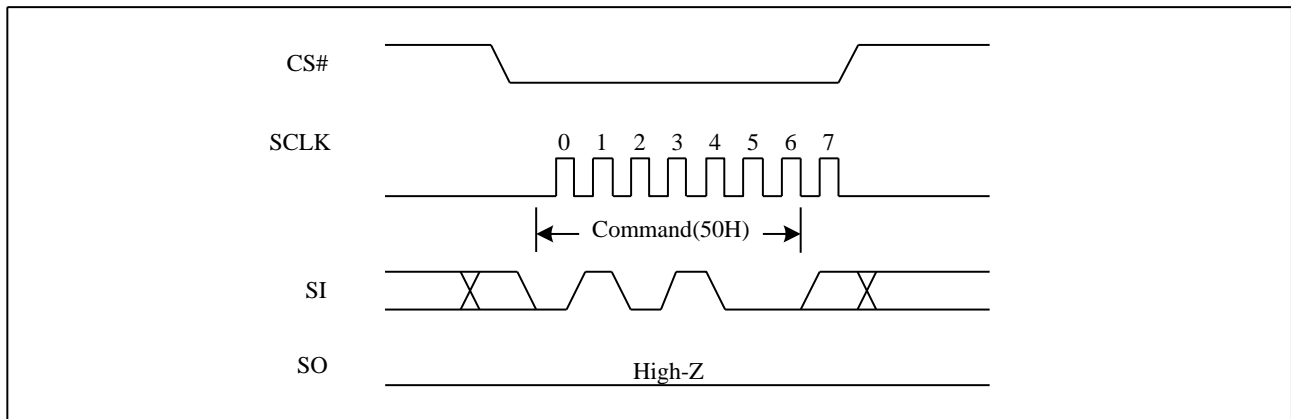 CS#
SCLK
0 1 2 3 4 5 6 7
Command(50H)
SI
SO
High-Z